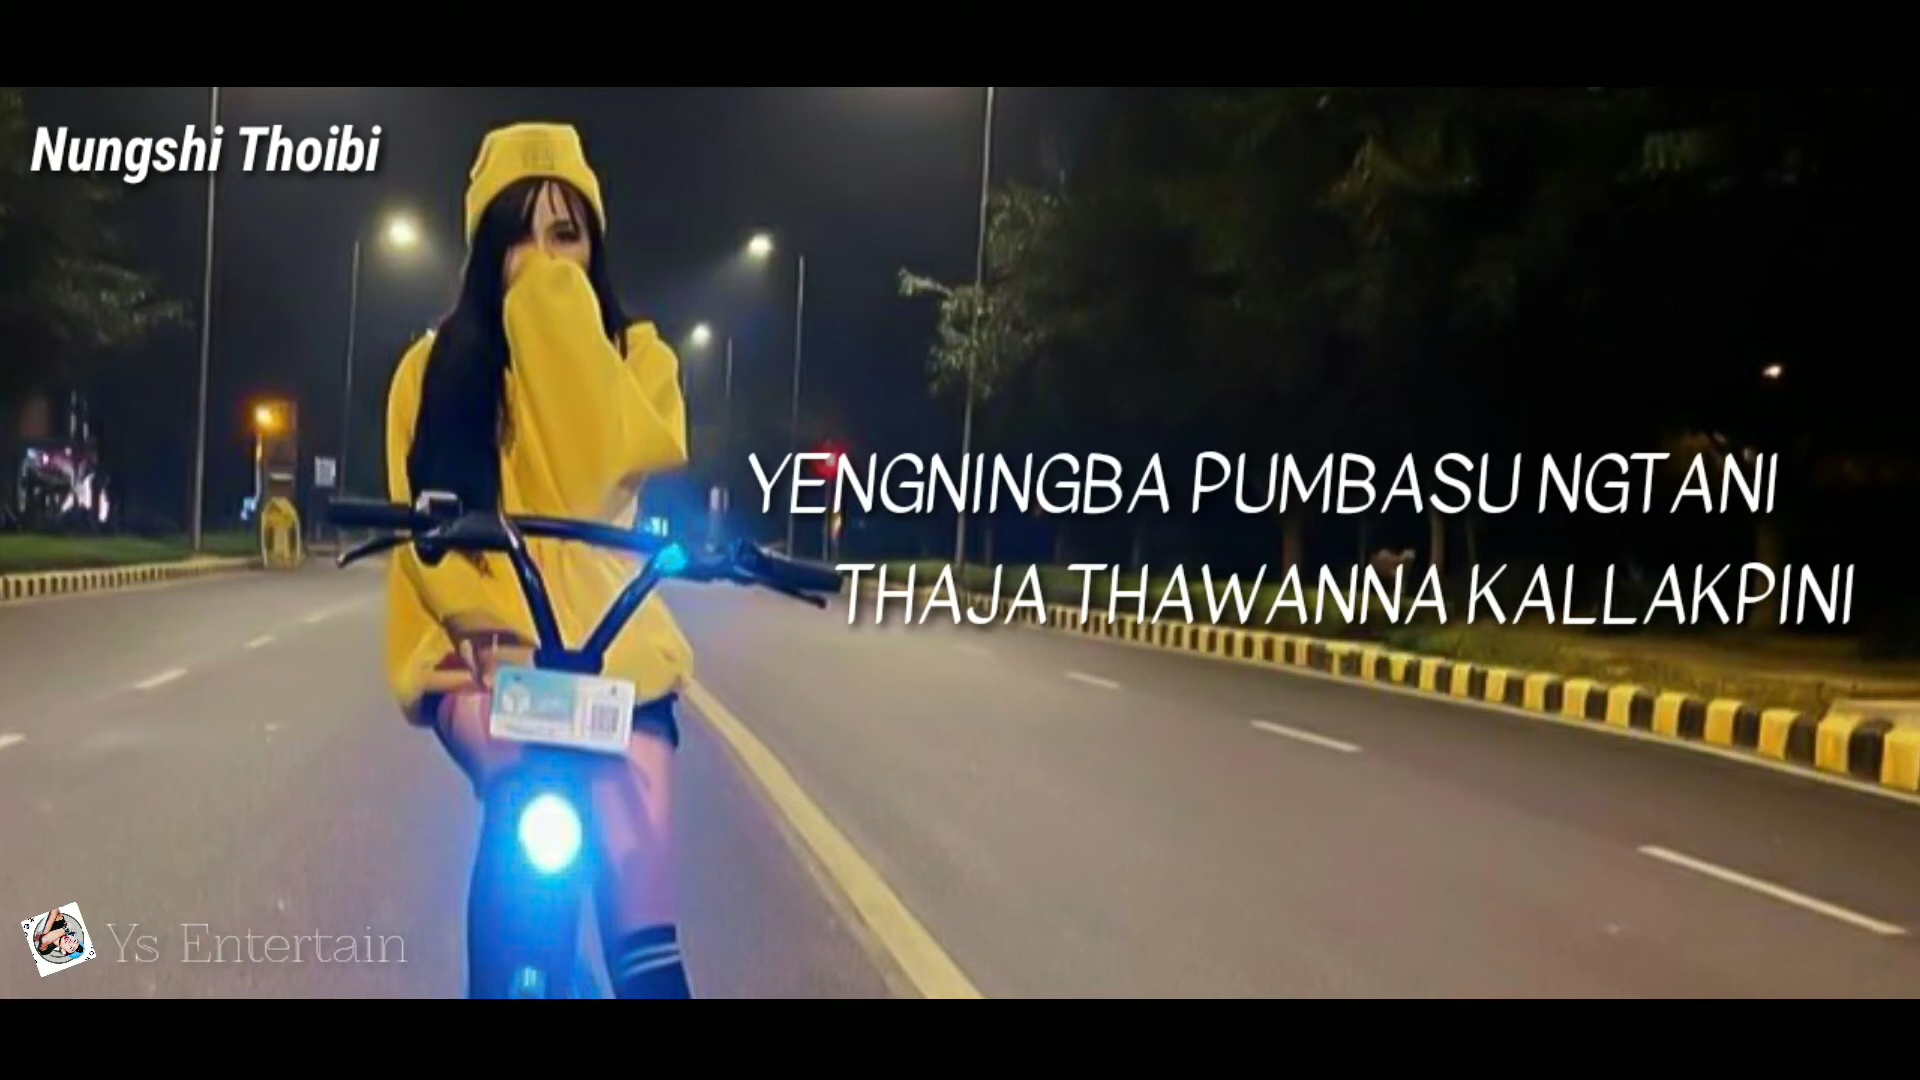 Nungshi Thoibi
YENGNINGBA PUMBASU NGTANI
THAJA THAWANNA KALLAKPINI
Ys Entertain